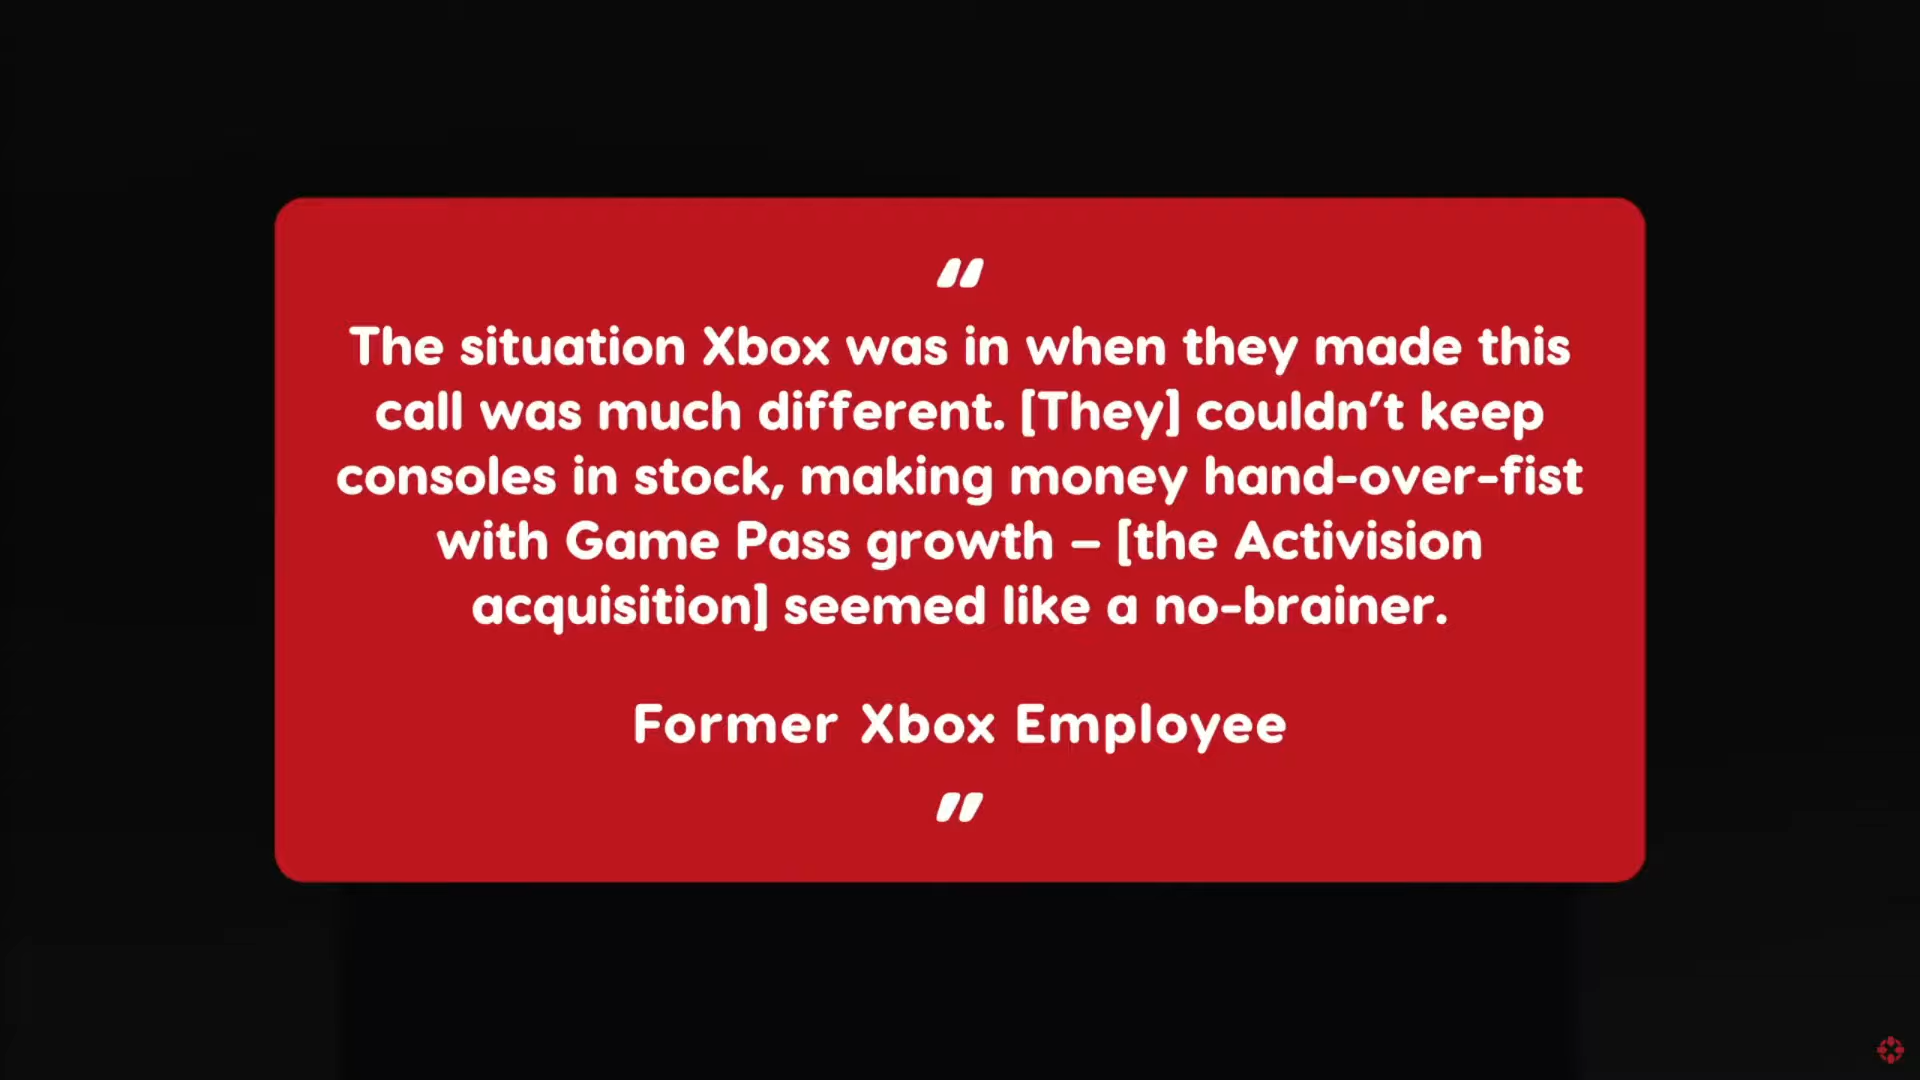 “
The situation Xbox was in when they made this
call was much different. [They] couldn’t keep
consoles in stock, making money hand-over-fist
with Game Pass growth – [the Activision
acquisition] seemed like a no-brainer.
Former Xbox Employee
”